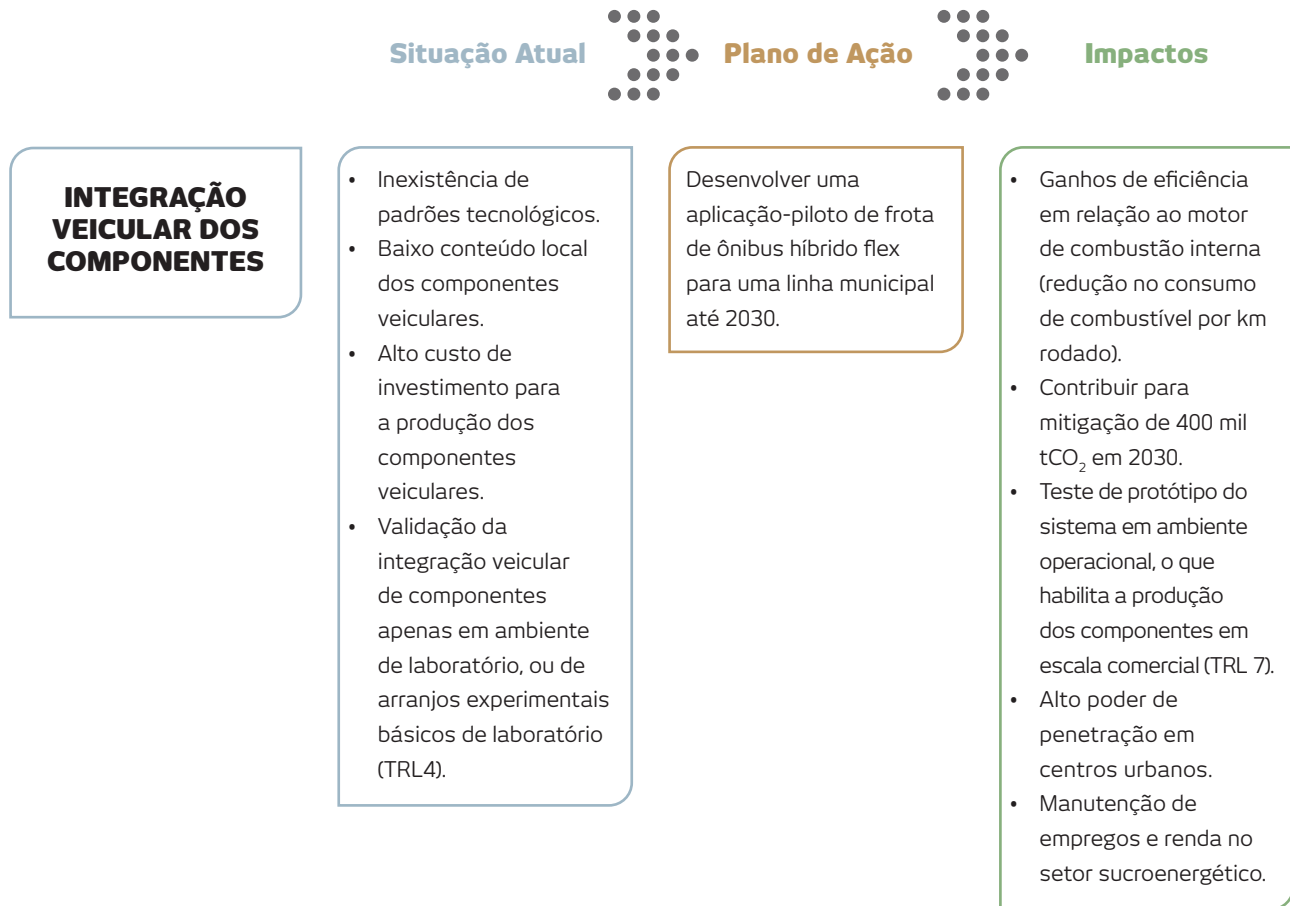 Situação Atual
Plano de Ação
Impactos
INTEGRAÇÃO
VEICULAR DOS
COMPONENTES
• Inexistência de
padrões tecnológicos.
• Baixo conteúdo local
dos componentes
veiculares.
• Alto custo de
investimento para
a produção dos
componentes
veiculares.
• Validação da
integração veicular
de componentes
apenas em ambiente
de laboratório, ou de
arranjos experimentais
básicos de laboratório
(TRL4).
Desenvolver uma
aplicação-piloto de frota
de ônibus híbrido flex
para uma linha municipal
até 2030.
• Ganhos de eficiência
em relação ao motor
de combustão interna
(redução no consumo
de combustível por km
rodado).
• Contribuir para
mitigação de 400 mil
tCO₂ em 2030.
• Teste de protótipo do
sistema em ambiente
operacional, o que
habilita a produção
dos componentes em
escala comercial (TRL 7).
• Alto poder de
penetração em
centros urbanos.
• Manutenção de
empregos e renda no
setor sucroenergético.